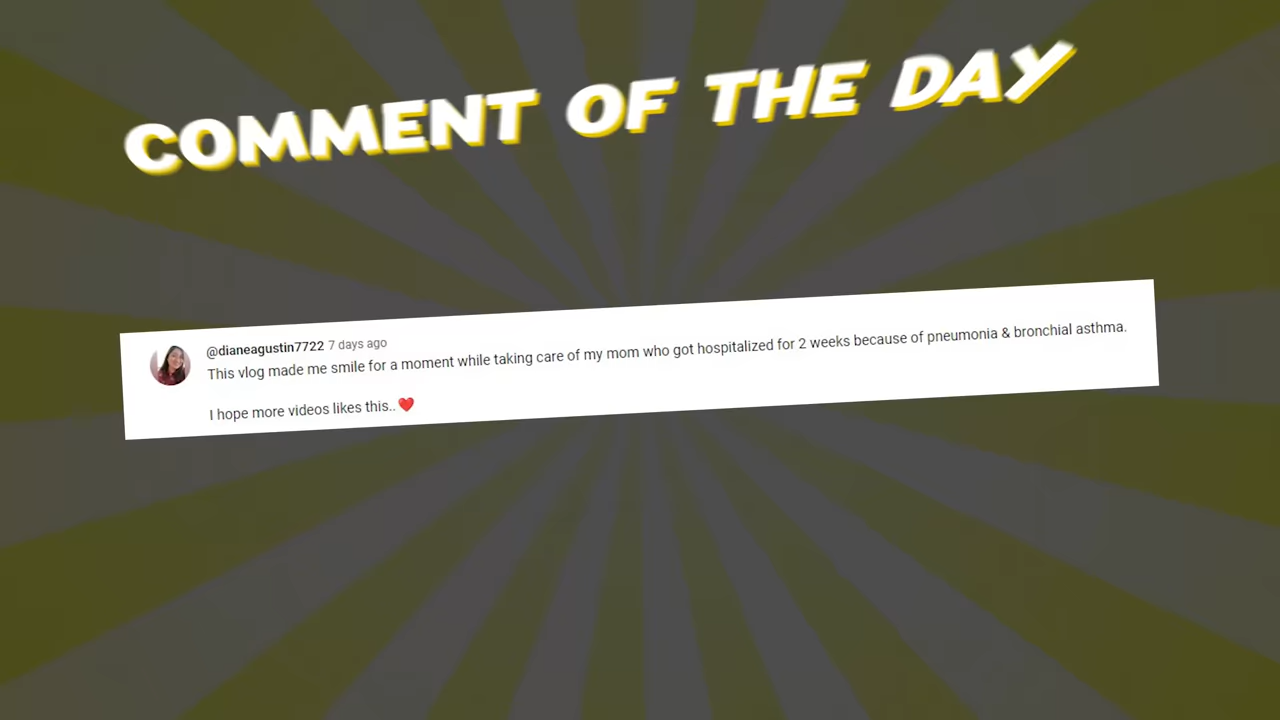 COMMENT OF THE DAY
@dianeagustin7722 7 days ago
This vlog made me smile for a moment while taking care of my mom who got hospitalized for 2 weeks because of pneumonia & bronchial asthma.
I hope more videos likes this..❤️